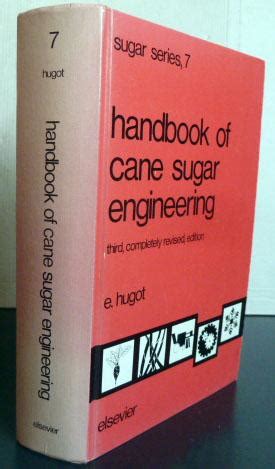 7
hugot
handbook of cane sugar engineering
elsevier
sugar series, 7
handbook of
cane sugar
engineering
third, completely revised, edition
e. hugot
elsevier